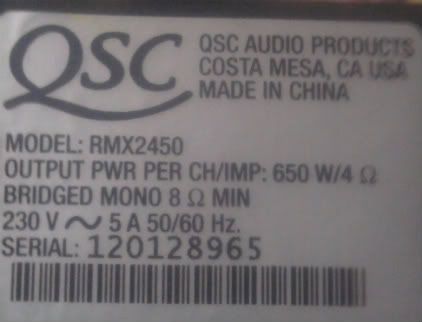 QSC
QSC AUDIO PRODUCTS
COSTA MESA, CA USA
MADE IN CHINA
MODEL: RMX2450
OUTPUT PWR PER CH/IMP: 650 W/4 Ω
BRIDGED MONO 8 Ω MIN
230 V ～ 5 A 50/60 Hz.
SERIAL: 120128965